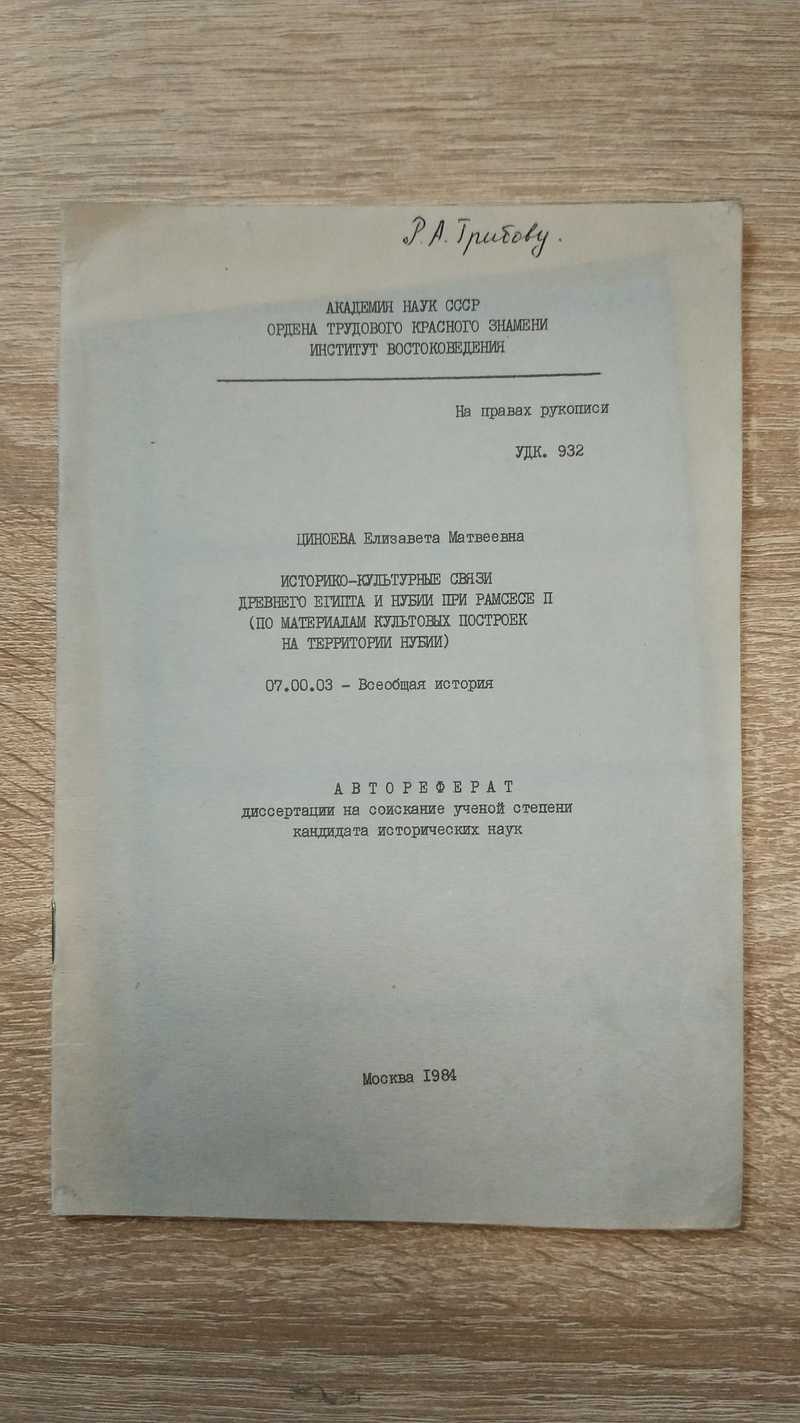 Р.А. Грибову.
АКАДЕМИЯ НАУК СССР
ОРДЕНА ТРУДОВОГО КРАСНОГО ЗНАМЕНИ
ИНСТИТУТ ВОСТОКОВЕДЕНИЯ
На правах рукописи
УДК. 932
ЦИНОЕВА Елизавета Матвеевна
ИСТОРИКО-КУЛЬТУРНЫЕ СВЯЗИ
ДРЕВНЕГО ЕГИПТА И НУБИИ ПРИ РАМСЕСЕ П
(ПО МАТЕРИАЛАМ КУЛЬТОВЫХ ПОСТРОЕК
НА ТЕРРИТОРИИ НУБИИ)
07.00.03 - Всеобщая история
А В Т О Р Е Ф Е Р А Т
диссертации на соискание ученой степени
кандидата исторических наук
Москва 1984